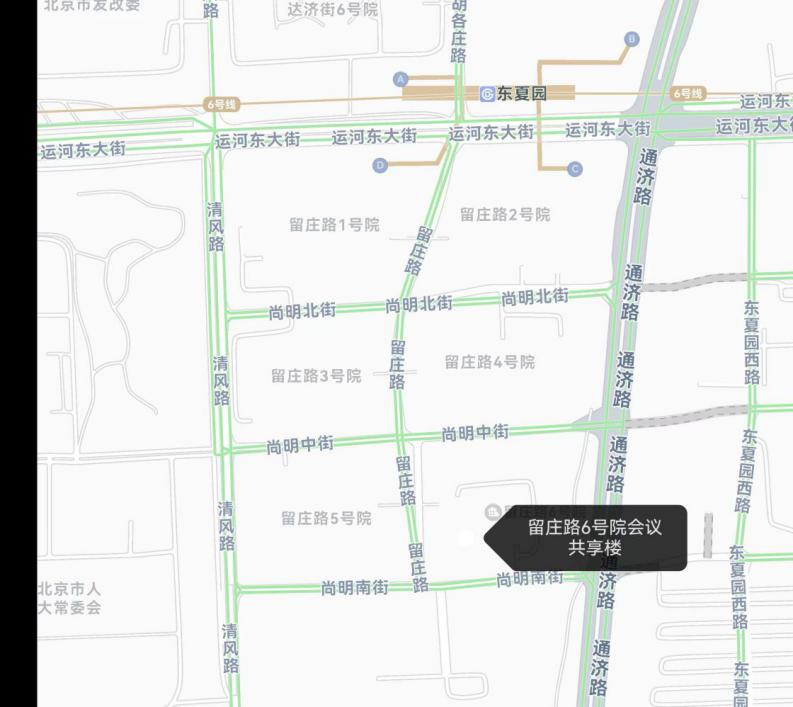 北京市发改委
路
达济街6号院
胡各庄路
B
A
东夏园
6号线
6号线
运河东
运河东大街
运河东大街
运河东大街
运河东大街
运河东大街
运河东大
D
C
通济路
清风路
留庄路1号院
留庄路2号院
留庄路
通济路
尚明北街
尚明北街
尚明北街
东夏园西路
留庄路
清风路
留庄路3号院
留庄路4号院
通济路
尚明中街
尚明中街
通济路
东夏园西路
留庄路
清风路
留庄路5号院
留庄路6号院会议
共享楼
留庄路
通济路
东夏园西路
尚明南街
尚明南街
北京市人
大常委会
清风路
通济路
东夏园